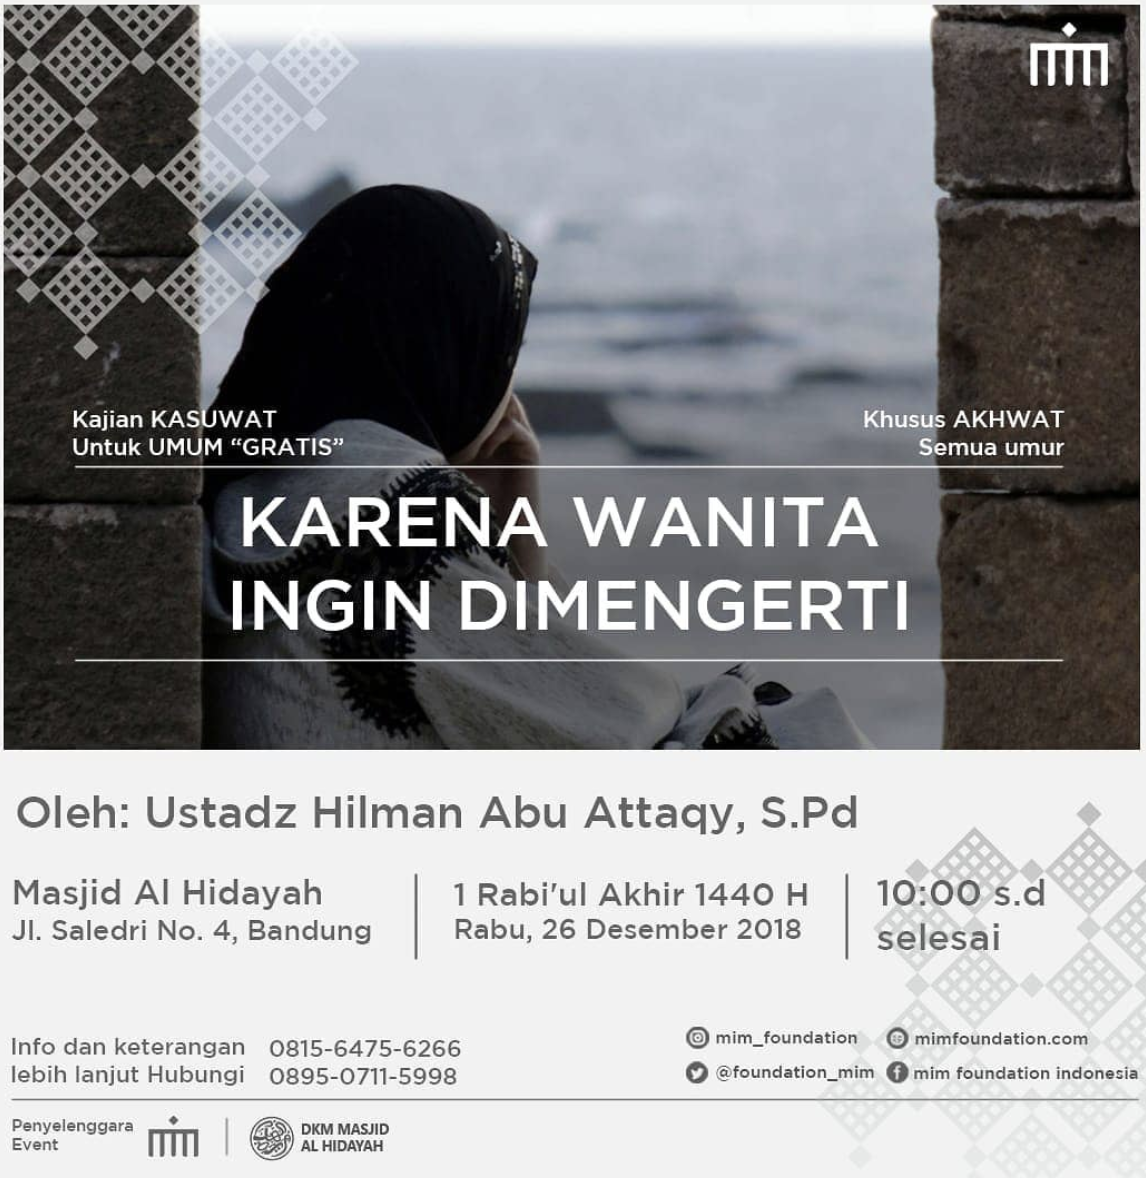 mim
Kajian KASUWAT
Untuk UMUM “GRATIS”
Khusus AKHWAT
Semua umur
KARENA WANITA
INGIN DIMENGERTI
Oleh: Ustadz Hilman Abu Attaqy, S.Pd
Masjid Al Hidayah
Jl. Saledri No. 4, Bandung
1 Rabi'ul Akhir 1440 H
Rabu, 26 Desember 2018
10:00 s.d
selesai
Info dan keterangan
lebih lanjut Hubungi
0815-6475-6266
0895-0711-5998
mim_foundation
mimfoundation.com
@foundation_mim
mim foundation indonesia
Penyelenggara
Event
mim
DKM MASJID
AL HIDAYAH